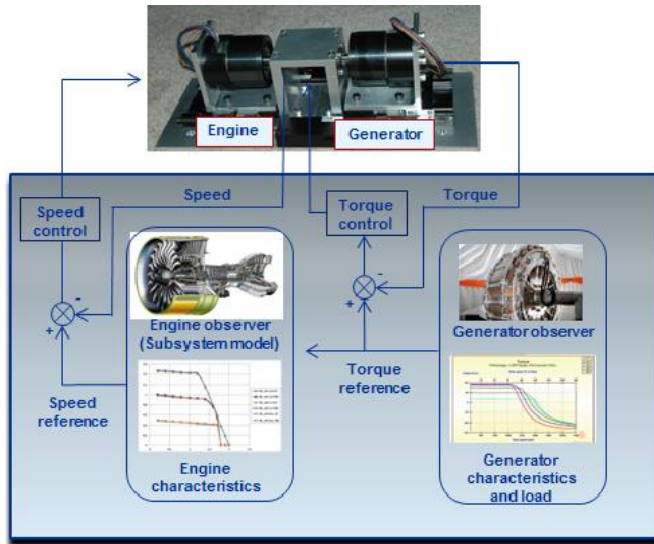 Engine
Generator
Speed
control
Speed
Torque
control
Torque
-
+
-
+
Engine observer
(Subsystem model)
Generator observer
Speed
reference
Torque
reference
Engine
characteristics
Generator
characteristics
and load